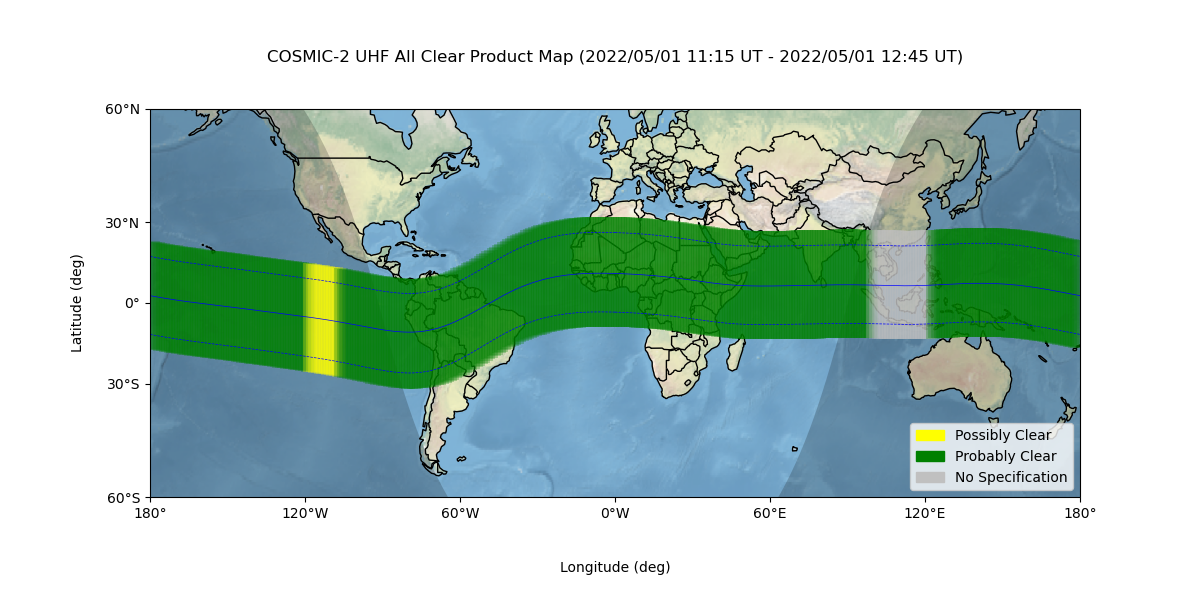 COSMIC-2 UHF All Clear Product Map (2022/05/01 11:15 UT - 2022/05/01 12:45 UT)
60°N
30°N
0°
30°S
60°S
Latitude (deg)
Possibly Clear
Probably Clear
No Specification
180° 120°W 60°W 0°W 60°E 120°E 180°
Longitude (deg)